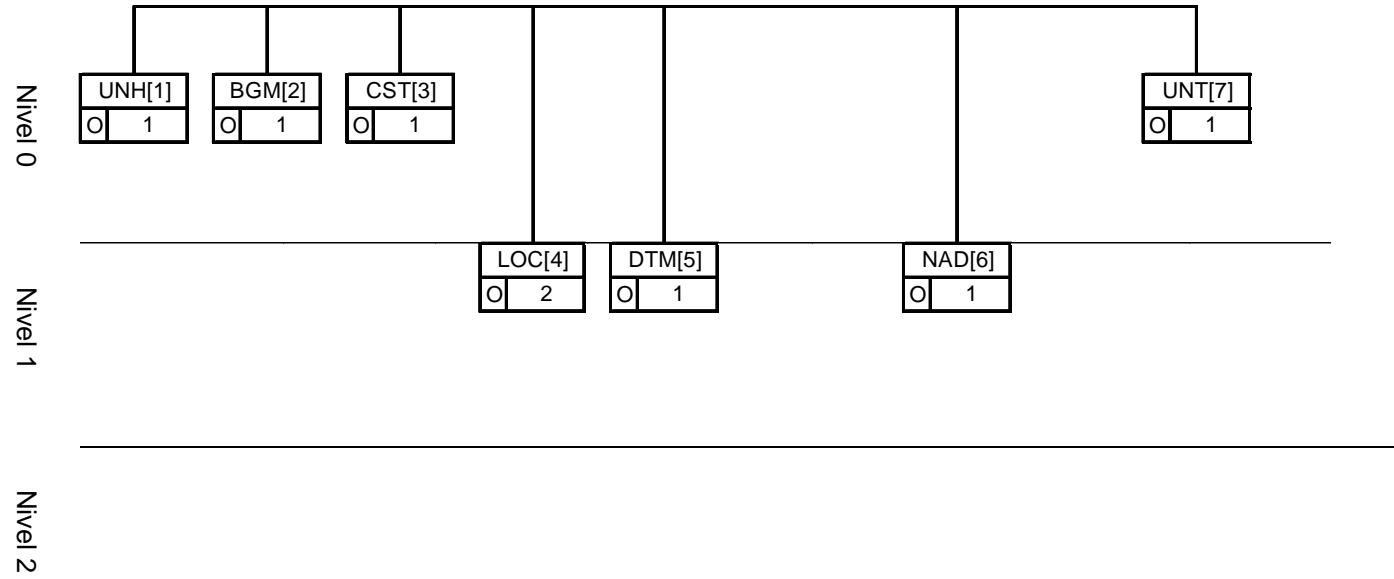 UNH[1] BGM[2] CST[3] UNT[7]
O 1 O 1 O 1 O 1
Nivel 0
LOC[4] DTM[5] NAD[6]
O 2 O 1 O 1
Nivel 1
Nivel 2